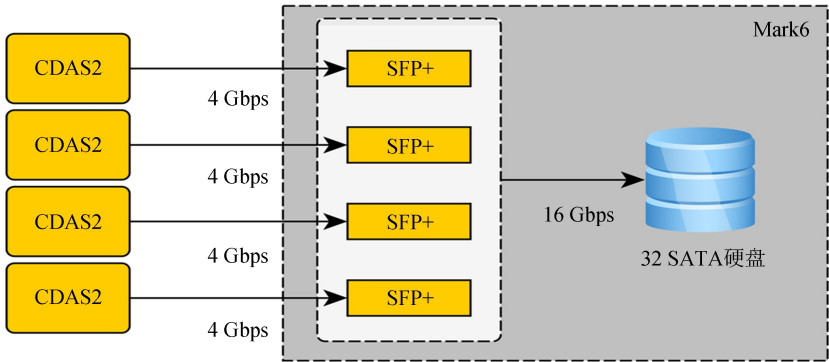 Mark6
CDAS2
SFP+
4 Gbps
CDAS2
SFP+
4 Gbps
CDAS2
SFP+
4 Gbps
CDAS2
SFP+
4 Gbps
16 Gbps
32 SATA硬盘